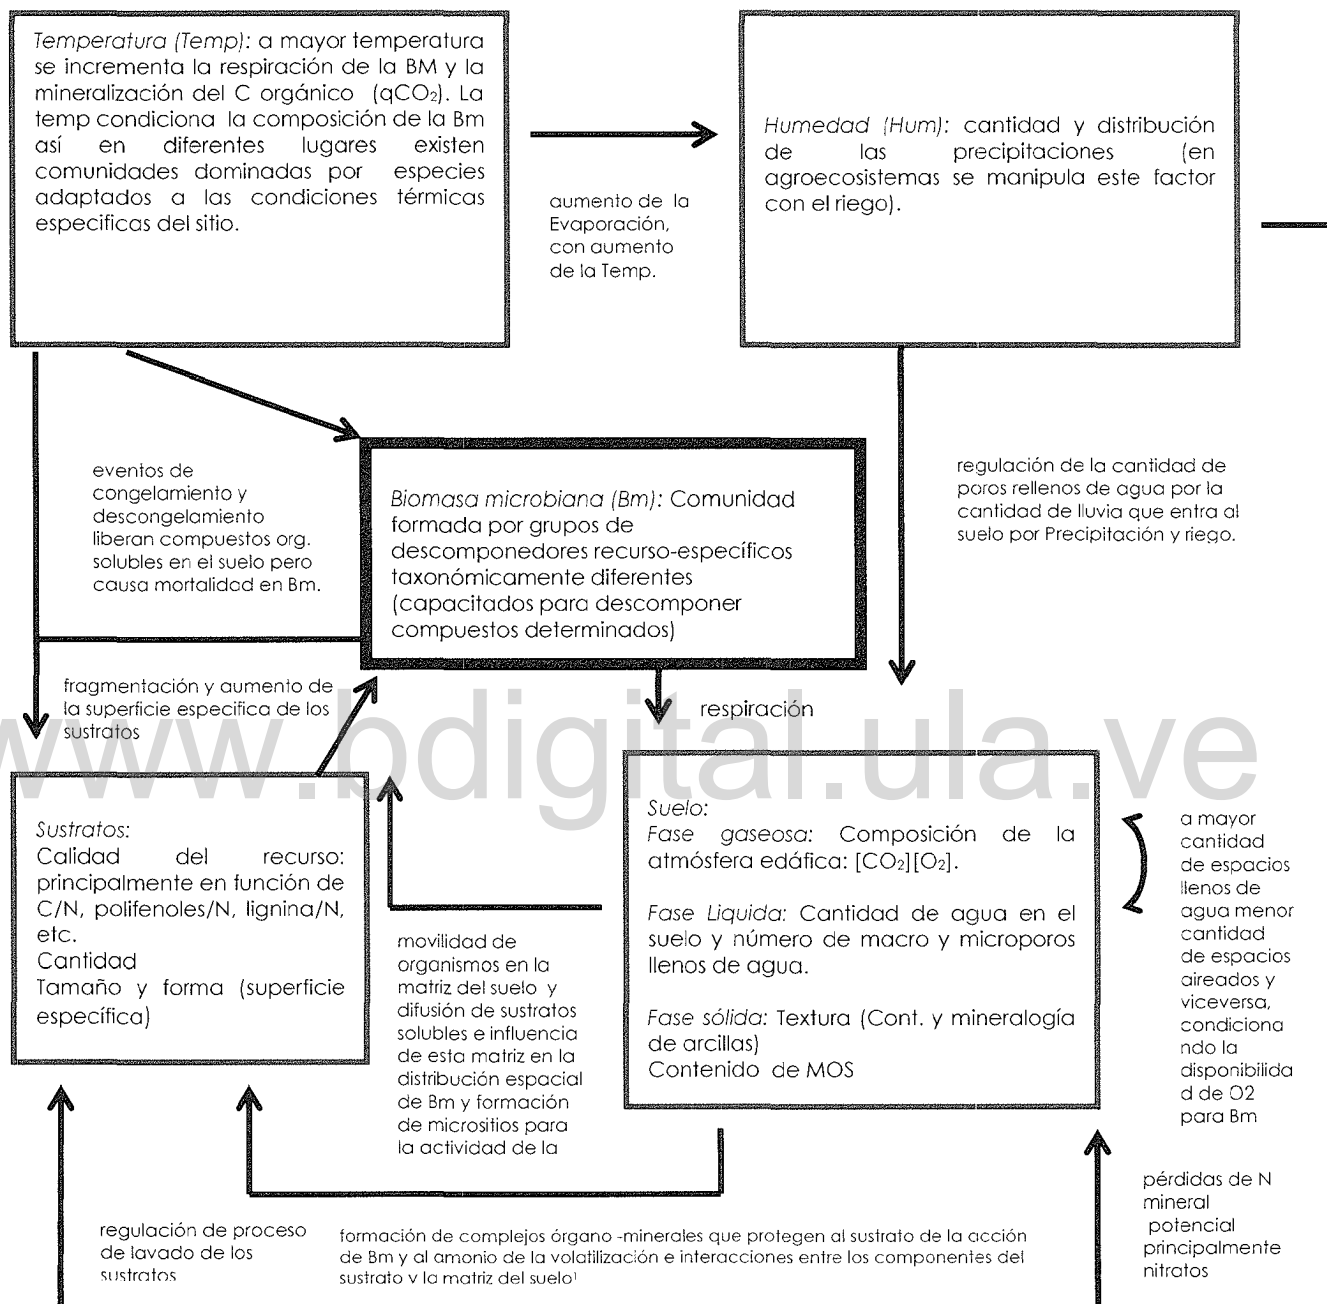 Temperatura (Temp): a mayor temperatura
se incrementa la respiración de la BM y la
mineralización del C orgánico (qCO₂). La
temp condiciona la composición de la Bm
así en diferentes lugares existen
comunidades dominadas por especies
adaptados a las condiciones térmicas
especificas del sitio.
aumento de la
Evaporación,
con aumento
de la Temp.
Humedad (Hum): cantidad y distribución
de las precipitaciones (en
agroecosistemas se manipula este factor
con el riego).
eventos de
congelamiento y
descongelamiento
liberan compuestos org.
solubles en el suelo pero
causa mortalidad en Bm.
Biomasa microbiana (Bm): Comunidad
formada por grupos de
descomponedores recurso-específicos
taxonómicamente diferentes
(capacitados para descomponer
compuestos determinados)
regulación de la cantidad de
poros rellenos de agua por la
cantidad de lluvia que entra al
suelo por Precipitación y riego.
fragmentación y aumento de
la superficie especifica de los
sustratos
respiración
www.bdigital.ula.ve
Sustratos:
Calidad del recurso:
principalmente en función de
C/N, polifenoles/N, lignina/N,
etc.
Cantidad
Tamaño y forma (superficie
específica)
movilidad de
organismos en la
matriz del suelo y
difusión de sustratos
solubles e influencia
de esta matriz en la
distribución espacial
de Bm y formación
de micrositios para
la actividad de la
Suelo:
Fase gaseosa: Composición de la
atmósfera edáfica: [CO₂][O₂].
Fase Liquida: Cantidad de agua en el
suelo y número de macro y microporos
llenos de agua.
Fase sólida: Textura (Cont. y mineralogía
de arcillas)
Contenido de MOS
a mayor
cantidad
de espacios
llenos de
agua menor
cantidad
de espacios
aireados y
viceversa,
condiciona
ndo la
disponibilida
d de O2
para Bm
regulación de proceso
de lavado de los
sustratos
formación de complejos órgano -minerales que protegen al sustrato de la acción
de Bm y al amonio de la volatilización e interacciones entre los componentes del
sustrato y la matriz del suelo¹
pérdidas de N
mineral
potencial
principalmente
nitratos